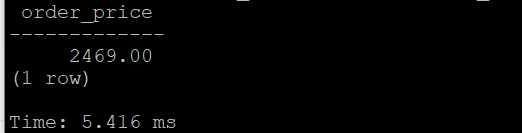 order_price
-------------
2469.00
(1 row)
Time: 5.416 ms